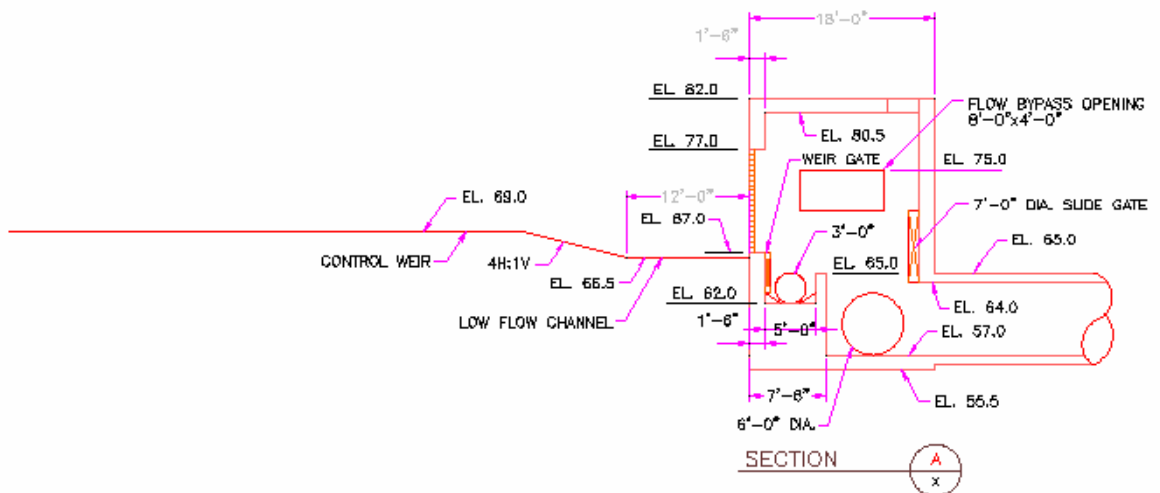 18'-0"
1'-6"
EL. 82.0
FLOW BYPASS OPENING
8'-0"x4'-0"
EL. 80.5
EL. 77.0
WEIR GATE
EL. 75.0
12'-0"
EL. 69.0
EL. 67.0
7'-0" DIA. SLIDE GATE
3'-0"
EL. 65.0
CONTROL WEIR
4H:1V
EL. 65.0
EL. 66.5
EL. 62.0
EL. 64.0
LOW FLOW CHANNEL
1'-6"
5'-0"
EL. 57.0
7'-6"
EL. 55.5
6'-0" DIA.
SECTION
A
X